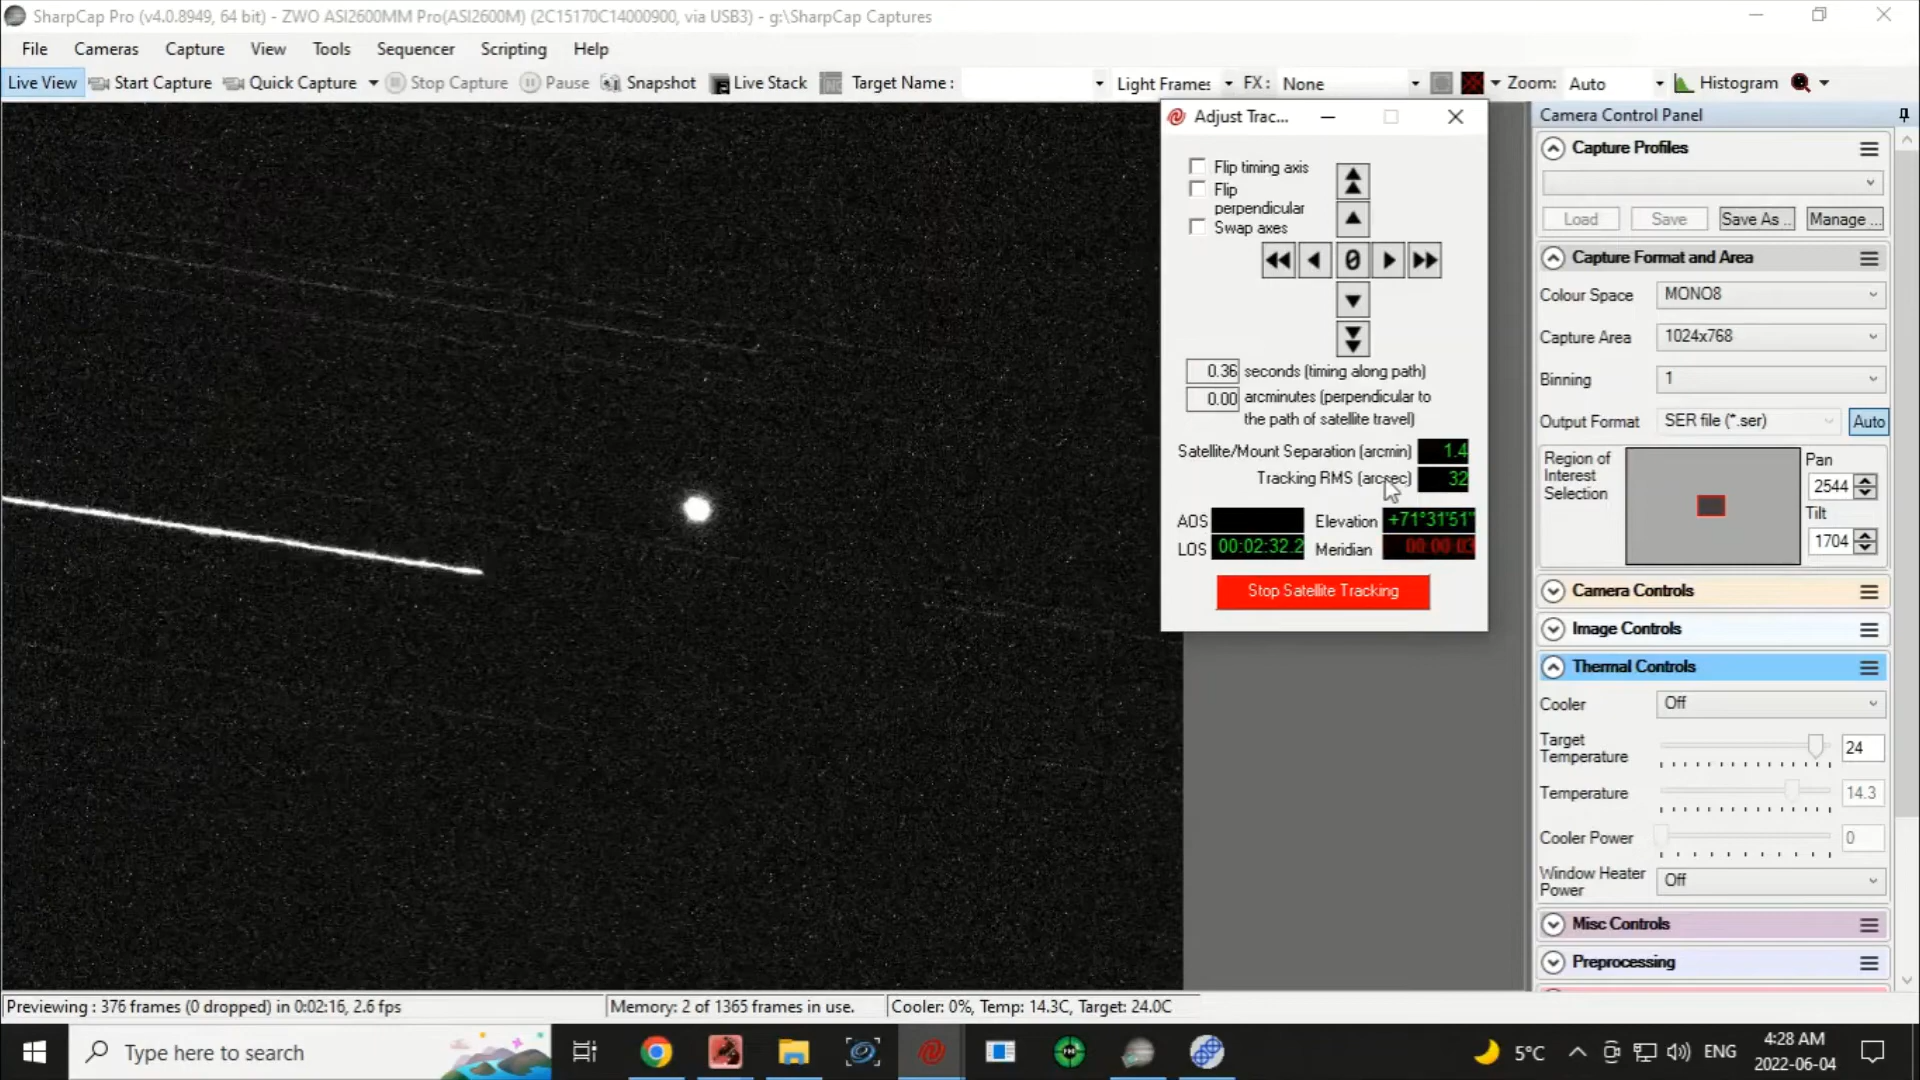 SharpCap Pro (v4.0.8949, 64 bit) - ZWO ASI2600MM Pro(ASI2600M) (2C15170C14000900, via USB3) - g:\SharpCap Captures
File Cameras Capture View Tools Sequencer Scripting Help
Live View Start Capture Quick Capture Stop Capture Pause Snapshot Live Stack Target Name : Light Frames FX : None Zoom: Auto Histogram
Adjust Trac...
Flip timing axis
Flip
perpendicular
Swap axes
0
0.36 seconds (timing along path)
0.00 arcminutes (perpendicular to
the path of satellite travel)
Satellite/Mount Separation (arcmin) 1.4
Tracking RMS (arcsec) 32
AOS Elevation +71°31'51"
LOS 00:02:32.2 Meridian 00:00:03
Stop Satellite Tracking
Camera Control Panel
Capture Profiles
Load Save Save As .. Manage ...
Capture Format and Area
Colour Space MONO8
Capture Area 1024x768
Binning 1
Output Format SER file (*.ser) Auto
Region of
Interest
Selection
Pan
2544
Tilt
1704
Camera Controls
Image Controls
Thermal Controls
Cooler Off
Target
Temperature 24
Temperature 14.3
Cooler Power 0
Window Heater
Power Off
Misc Controls
Preprocessing
Previewing : 376 frames (0 dropped) in 0:02:16, 2.6 fps Memory: 2 of 1365 frames in use. Cooler: 0%, Temp: 14.3C, Target: 24.0C
Type here to search
5°C ENG 4:28 AM
2022-06-04